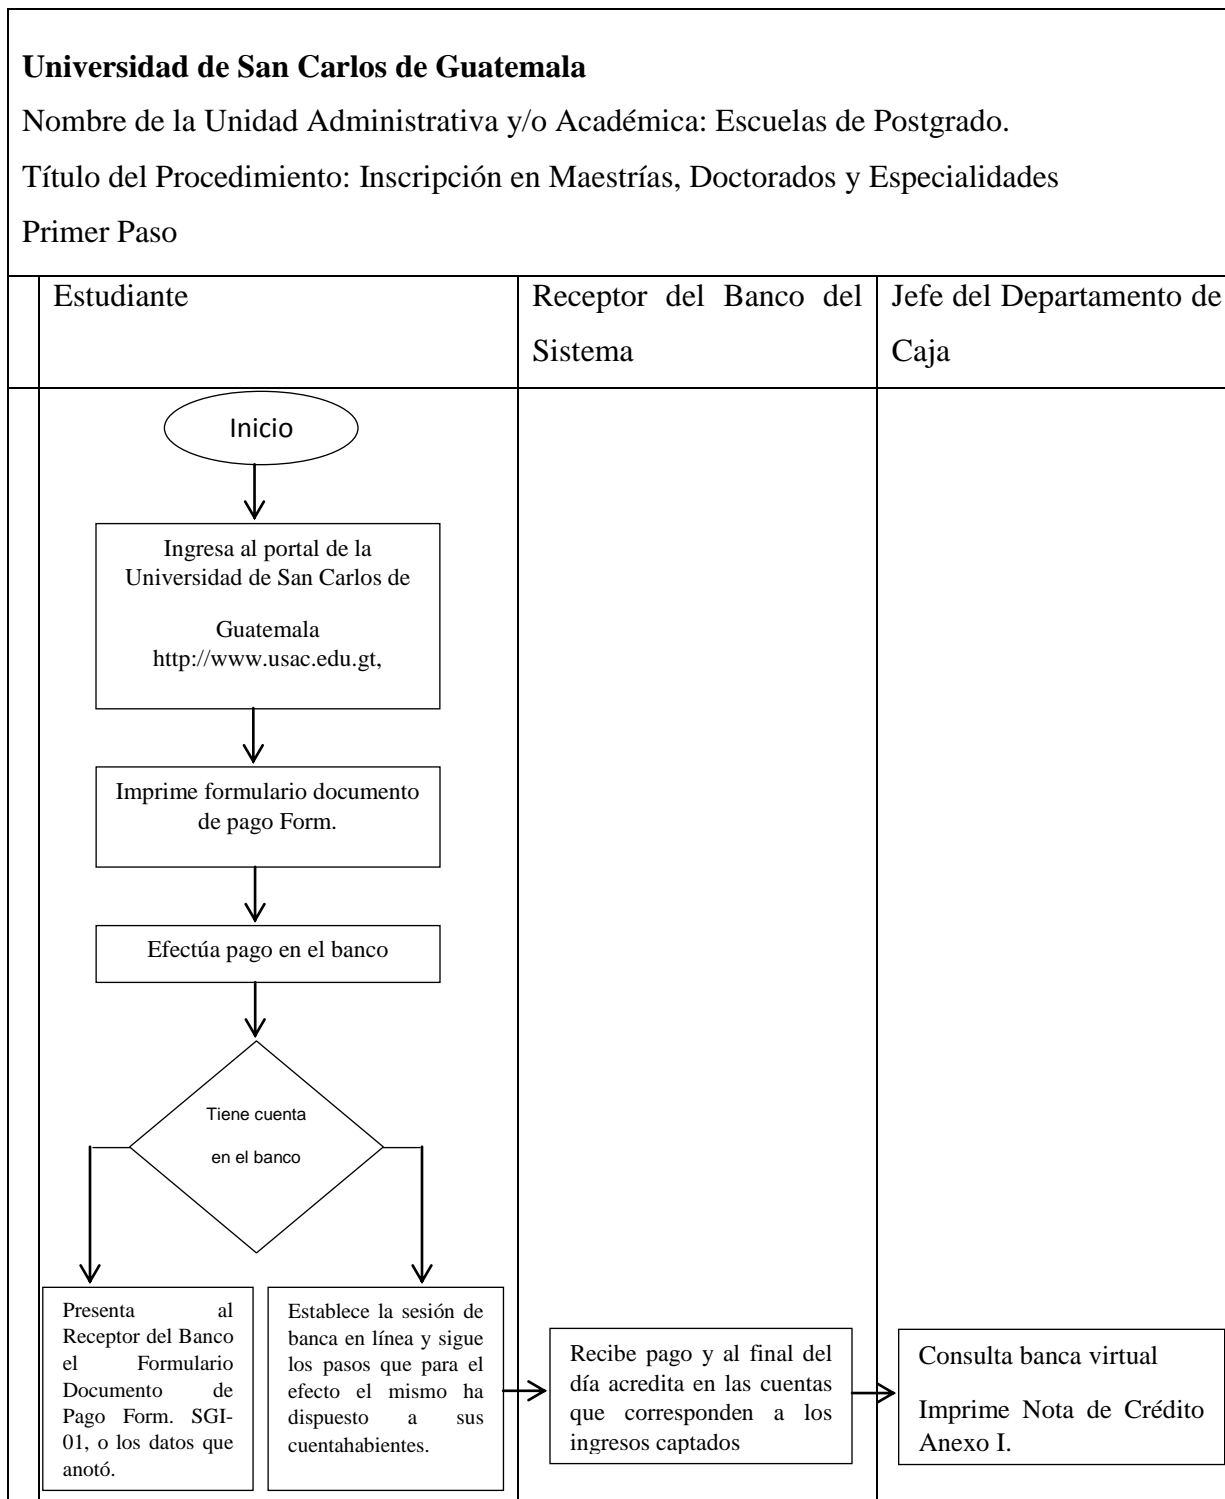 Universidad de San Carlos de Guatemala
Nombre de la Unidad Administrativa y/o Académica: Escuelas de Postgrado.
Título del Procedimiento: Inscripción en Maestrías, Doctorados y Especialidades
Primer Paso
Estudiante
Receptor del Banco del
Sistema
Jefe del Departamento de
Caja
Inicio
Ingresa al portal de la
Universidad de San Carlos de
Guatemala
http://www.usac.edu.gt,
Imprime formulario documento
de pago Form.
Efectúa pago en el banco
Tiene cuenta
en el banco
Presenta al
Receptor del Banco
el Formulario
Documento de
Pago Form. SGI-
01, o los datos que
anotó.
Establece la sesión de
banca en línea y sigue
los pasos que para el
efecto el mismo ha
dispuesto a sus
cuentahabientes.
Recibe pago y al final del
día acredita en las cuentas
que corresponden a los
ingresos captados
Consulta banca virtual
Imprime Nota de Crédito
Anexo I.